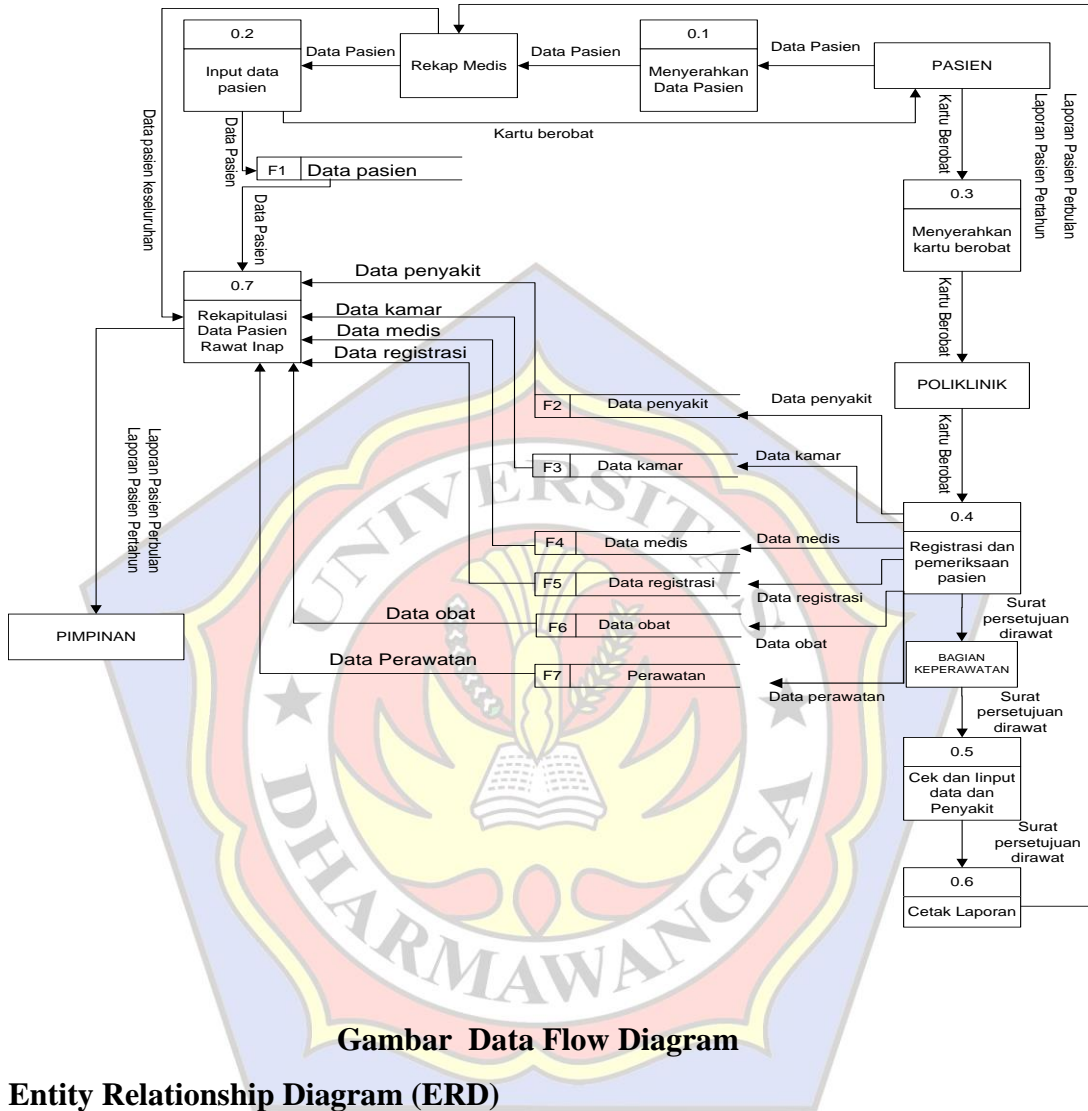 0.2
Input data
pasien
Data Pasien
Rekap Medis
Data Pasien
0.1
Menyerahkan
Data Pasien
Data Pasien
PASIEN
Kartu berobat
Data Pasien
Data pasien keseluruhan
F1 Data pasien
Data Pasien
Kartu Berobat
Laporan Pasien Perbulan
Laporan Pasien Pertahun
0.3
Menyerahkan
kartu berobat
Kartu Berobat
POLIKLINIK
Kartu Berobat
0.7
Rekapitulasi
Data Pasien
Rawat Inap
Data penyakit
Data kamar
Data medis
Data registrasi
F2 Data penyakit
Data penyakit
F3 Data kamar
Data kamar
F4 Data medis
Data medis
F5 Data registrasi
Data registrasi
F6 Data obat
Data obat
Data obat
F7 Perawatan
Data perawatan
Data Perawatan
0.4
Registrasi dan
pemeriksaan
pasien
Surat
persetujuan
dirawat
BAGIAN
KEPERAWATAN
Surat
persetujuan
dirawat
0.5
Cek dan Iinput
data dan
Penyakit
Surat
persetujuan
dirawat
0.6
Cetak Laporan
Laporan Pasien Perbulan
Laporan Pasien Pertahun
PIMPINAN
UNIVERSITAS
DHARMAWANGSA
Gambar Data Flow Diagram
Entity Relationship Diagram (ERD)